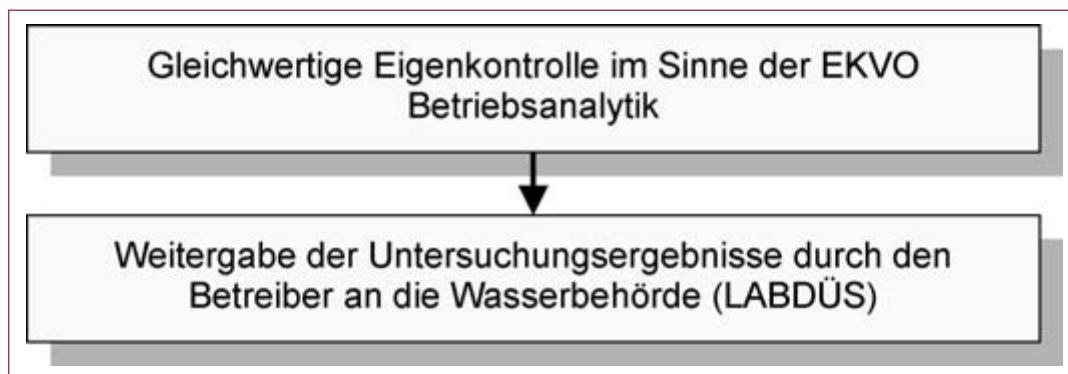 Gleichwertige Eigenkontrolle im Sinne der EKVO
Betriebsanalytik
Weitergabe der Untersuchungsergebnisse durch den
Betreiber an die Wasserbehörde (LABDÜS)